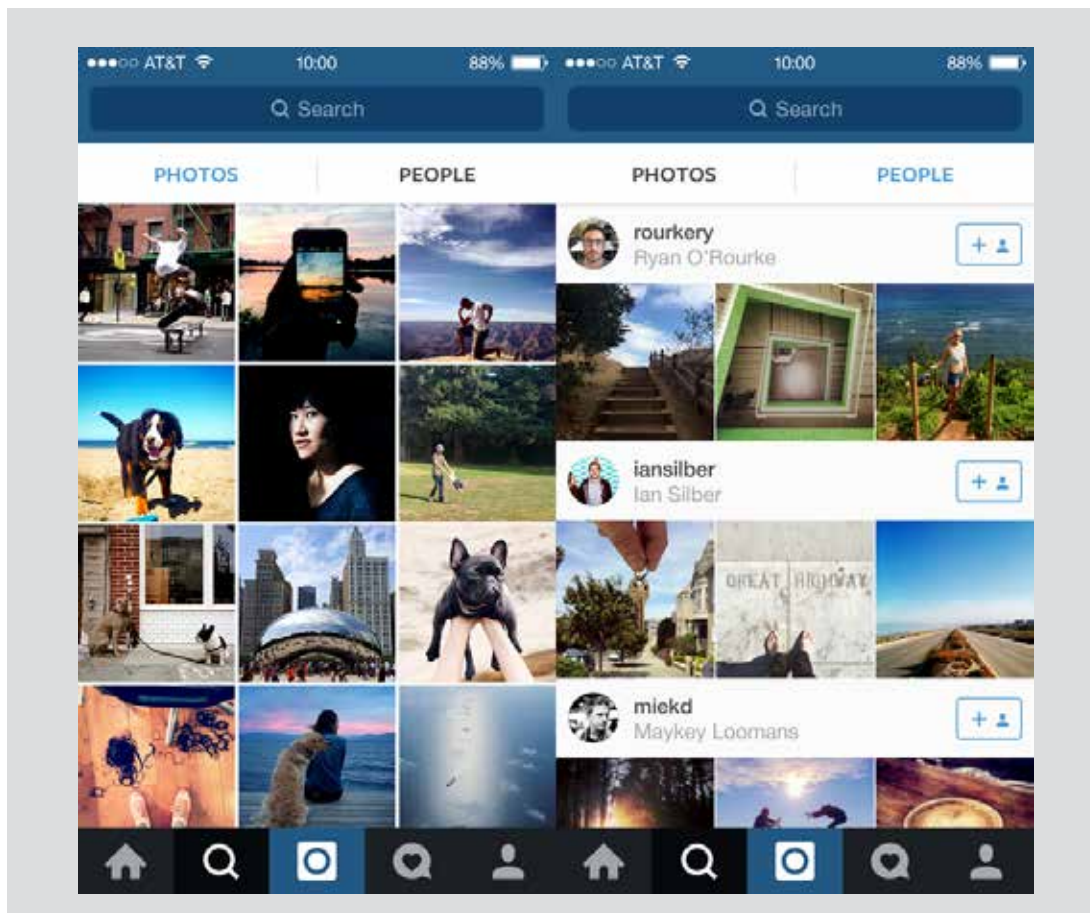 AT&T 10:00 88%
Search
PHOTOS PEOPLE
AT&T 10:00 88%
Search
PHOTOS PEOPLE
rourkery
Ryan O'Rourke
iansilber
Ian Silber
GREAT HIGHWAY
miekd
Maykey Loomans